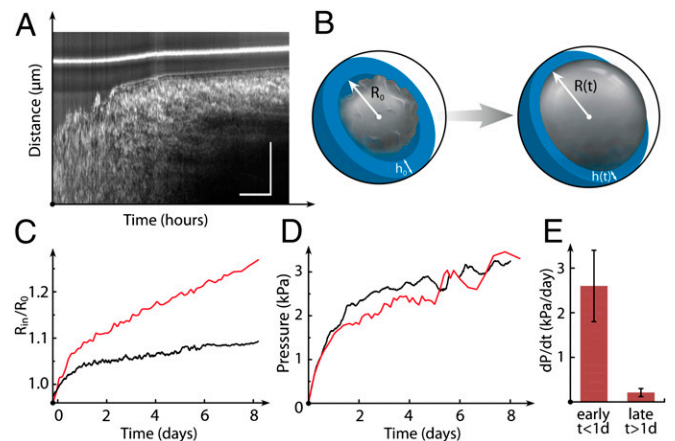 A
Distance (μm)
Time (hours)
B
R₀
h₀
R(t)
h(t)
C
Rin/R₀
1.2
1.1
1.0
0
2
4
6
8
Time (days)
D
Pressure (kPa)
3
2
1
0
2
4
6
8
Time (days)
E
dP/dt (kPa/day)
3
2
1
early
t<1d
late
t>1d